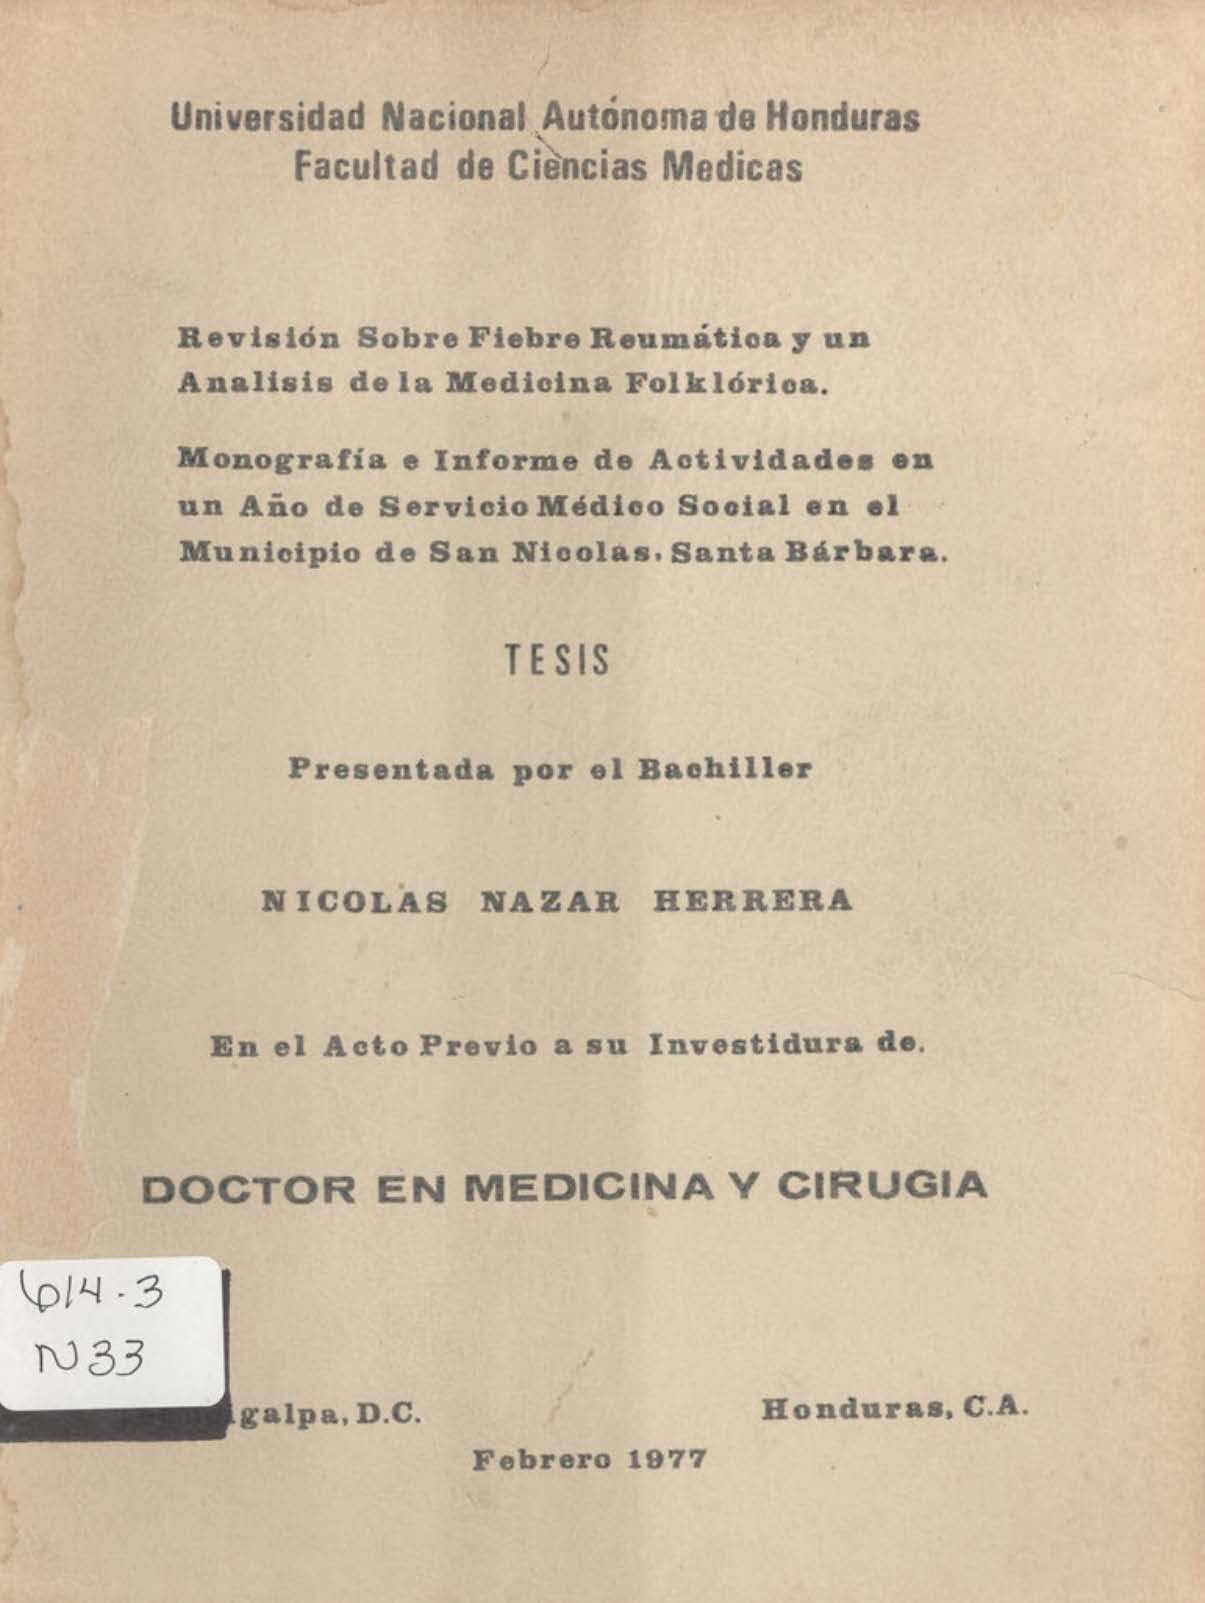 Universidad Nacional Autónoma de Honduras
Facultad de Ciencias Medicas
Revisión Sobre Fiebre Reumática y un
Analisis de la Medicina Folklórica.
Monografía e Informe de Actividades en
un Año de Servicio Médico Social en el
Municipio de San Nicolas, Santa Bárbara.
TESIS
Presentada por el Bachiller
NICOLAS NAZAR HERRERA
En el Acto Previo a su Investidura de.
DOCTOR EN MEDICINA Y CIRUGIA
614.3
N33
igalpa, D.C. Honduras, C.A.
Febrero 1977